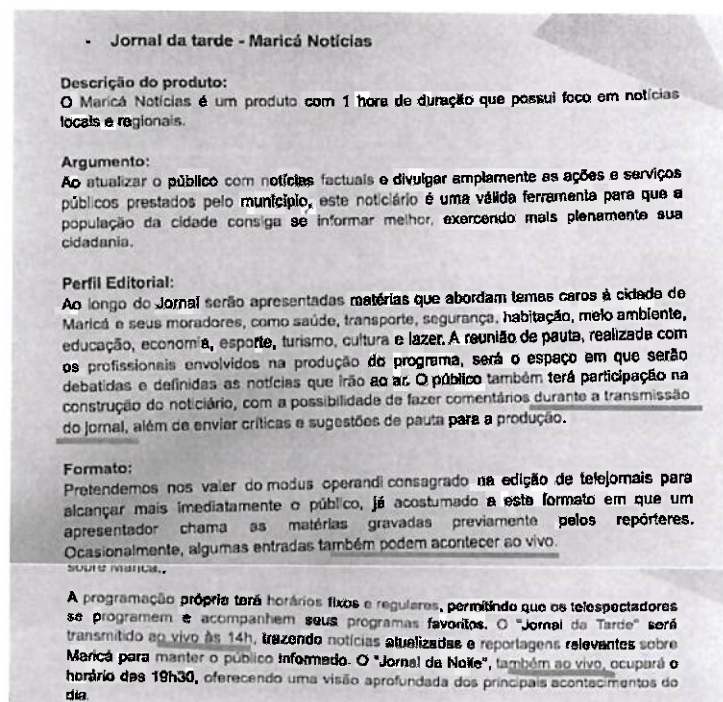 - Jornal da tarde - Maricá Notícias
Descrição do produto:
O Maricá Notícias é um produto com 1 hora de duração que possui foco em notícias
locais e regionais.
Argumento:
Ao atualizar o público com notícias factuais e divulgar amplamente as ações e serviços
públicos prestados pelo município, este noticiário é uma válida ferramenta para que a
população da cidade consiga se informar melhor, exercendo mais plenamente sua
cidadania.
Perfil Editorial:
Ao longo do Jornal serão apresentadas matérias que abordam temas caros à cidade de
Maricá e seus moradores, como saúde, transporte, segurança, habitação, meio ambiente,
educação, economia, esporte, turismo, cultura e lazer. A reunião de pauta, realizada com
os profissionais envolvidos na produção do programa, será o espaço em que serão
debatidas e definidas as notícias que irão ao ar. O público também terá participação na
construção do noticiário, com a possibilidade de fazer comentários durante a transmissão
do jornal, além de enviar críticas e sugestões de pauta para a produção.
Formato:
Pretendemos nos valer do modus operandi consagrado na edição de telejornais para
alcançar mais imediatamente o público, já acostumado a este formato em que um
apresentador chama as matérias gravadas previamente pelos repórteres.
Ocasionalmente, algumas entradas também podem acontecer ao vivo.
sobre Maricá..
A programação própria terá horários fixos e regulares, permitindo que os telespectadores
se programem e acompanhem seus programas favoritos. O "Jornal da Tarde" será
transmitido ao vivo às 14h, trazendo notícias atualizadas e reportagens relevantes sobre
Maricá para manter o público informado. O "Jornal da Noite", também ao vivo, ocupará o
horário das 19h30, oferecendo uma visão aprofundada dos principais acontecimentos do
dia.